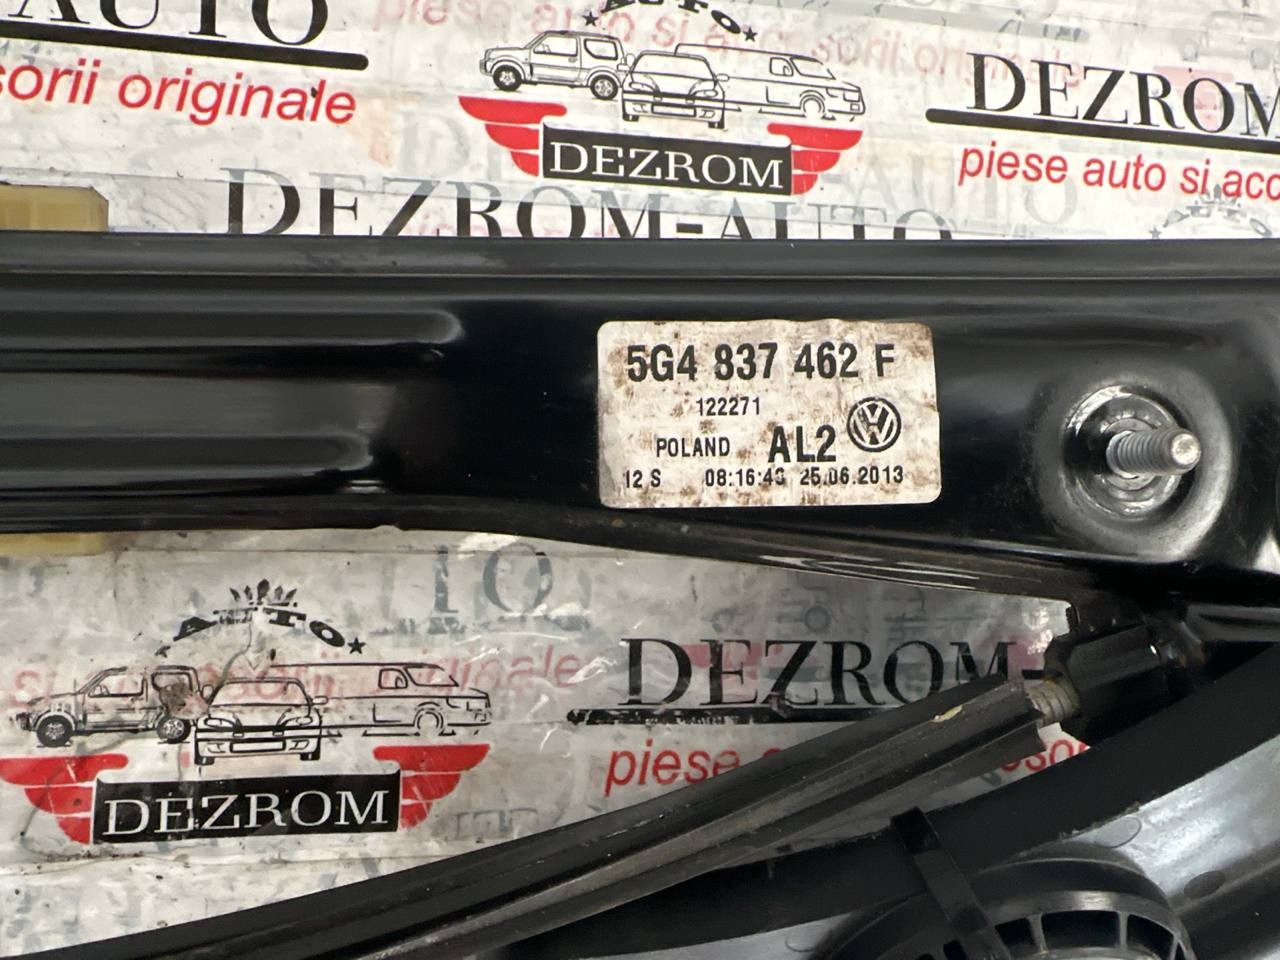 AUTO
sorii originale
AUTO
DEZROM
DEZROM
piese auto si acc
DEZROM-AUTO
5G4 837 462 F
122271
POLAND AL2
12 S 08:16:43 25.06.2013
AUTO
DEZROM
DEZROM-
piese